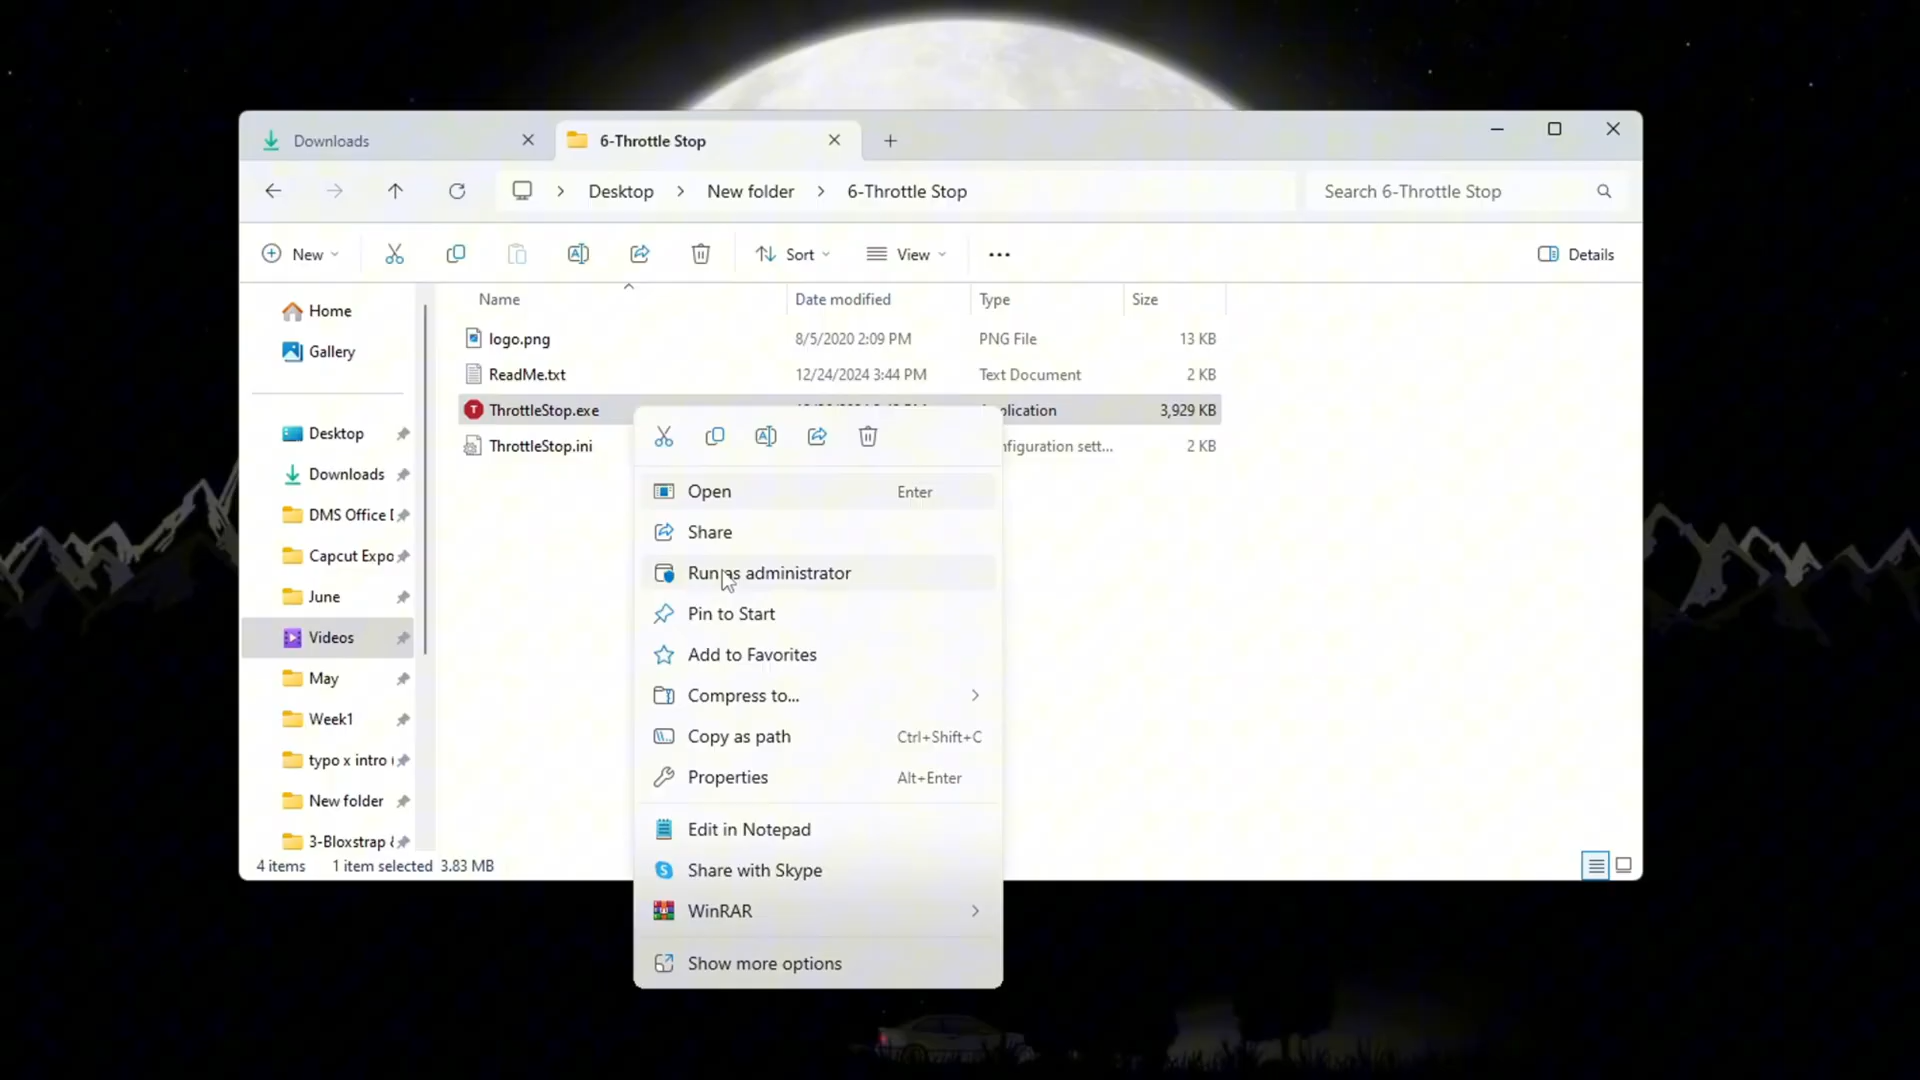 Downloads
6-Throttle Stop
Desktop > New folder > 6-Throttle Stop
Search 6-Throttle Stop
New
Sort
View
Details
Name Date modified Type Size
logo.png 8/5/2020 2:09 PM PNG File 13 KB
ReadMe.txt 12/24/2024 3:44 PM Text Document 2 KB
ThrottleStop.exe plication 3,929 KB
ThrottleStop.ini nfiguration sett... 2 KB
Home
Gallery
Desktop
Downloads
DMS Office
Capcut Expo
June
Videos
May
Week1
typo x intro
New folder
3-Bloxstrap
4 items 1 item selected 3.83 MB
Open Enter
Share
Run as administrator
Pin to Start
Add to Favorites
Compress to...
Copy as path Ctrl+Shift+C
Properties Alt+Enter
Edit in Notepad
Share with Skype
WinRAR
Show more options